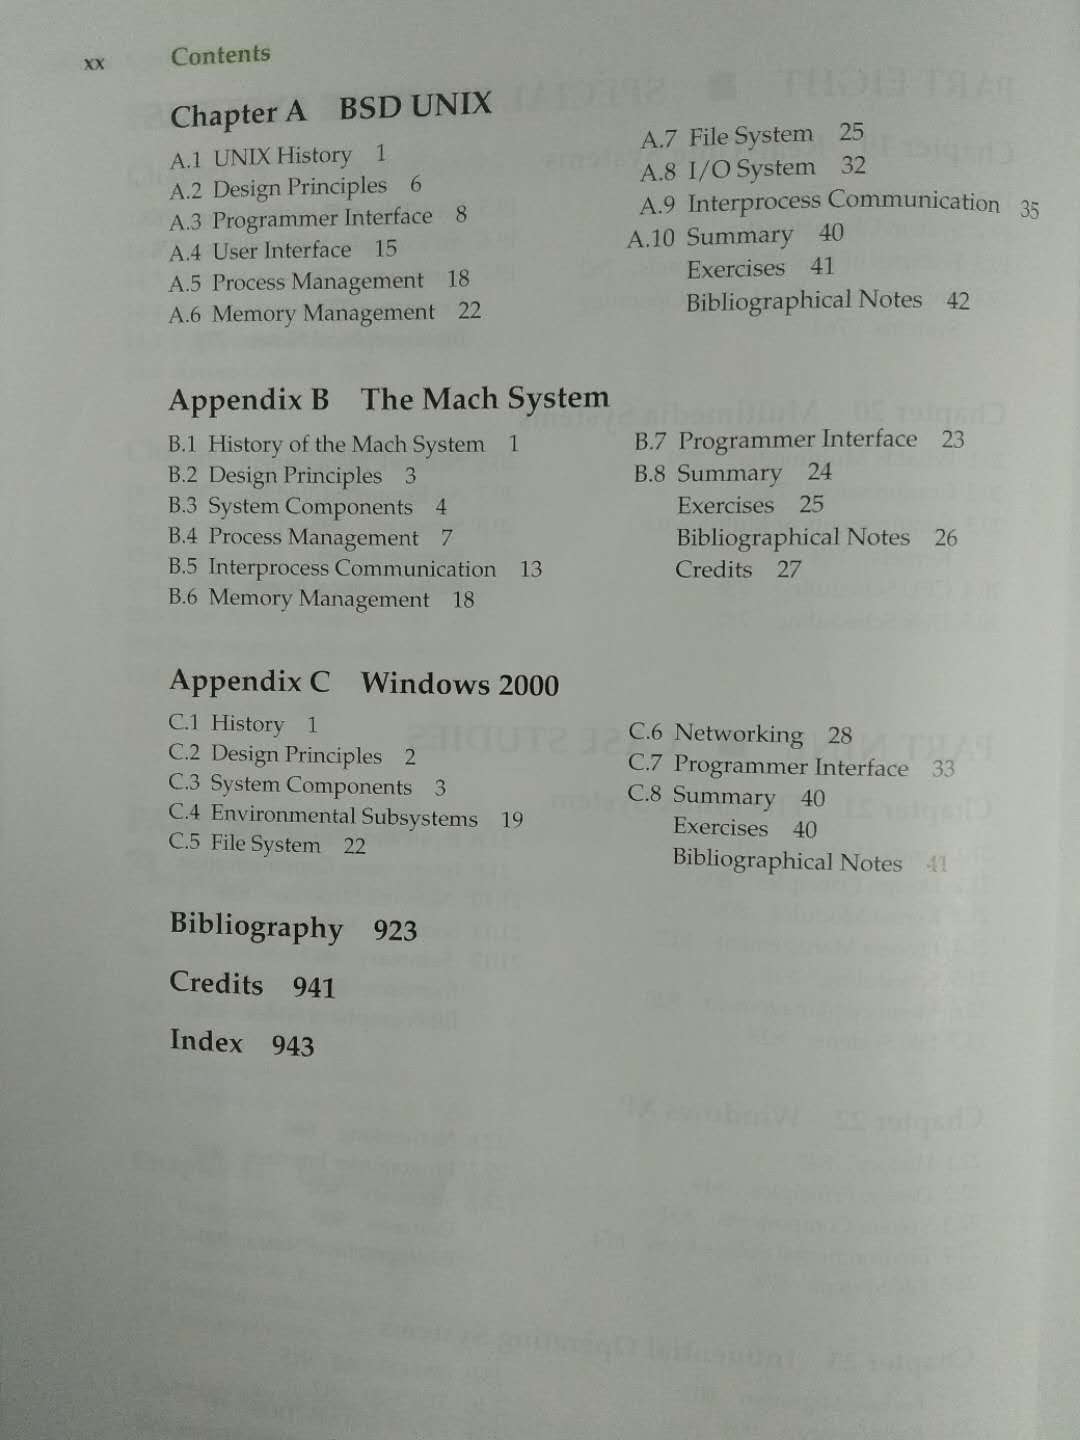 xx Contents
Chapter A BSD UNIX
A.1 UNIX History 1
A.2 Design Principles 6
A.3 Programmer Interface 8
A.4 User Interface 15
A.5 Process Management 18
A.6 Memory Management 22
A.7 File System 25
A.8 I/O System 32
A.9 Interprocess Communication 35
A.10 Summary 40
Exercises 41
Bibliographical Notes 42
Appendix B The Mach System
B.1 History of the Mach System 1
B.2 Design Principles 3
B.3 System Components 4
B.4 Process Management 7
B.5 Interprocess Communication 13
B.6 Memory Management 18
B.7 Programmer Interface 23
B.8 Summary 24
Exercises 25
Bibliographical Notes 26
Credits 27
Appendix C Windows 2000
C.1 History 1
C.2 Design Principles 2
C.3 System Components 3
C.4 Environmental Subsystems 19
C.5 File System 22
C.6 Networking 28
C.7 Programmer Interface 33
C.8 Summary 40
Exercises 40
Bibliographical Notes 41
Bibliography 923
Credits 941
Index 943